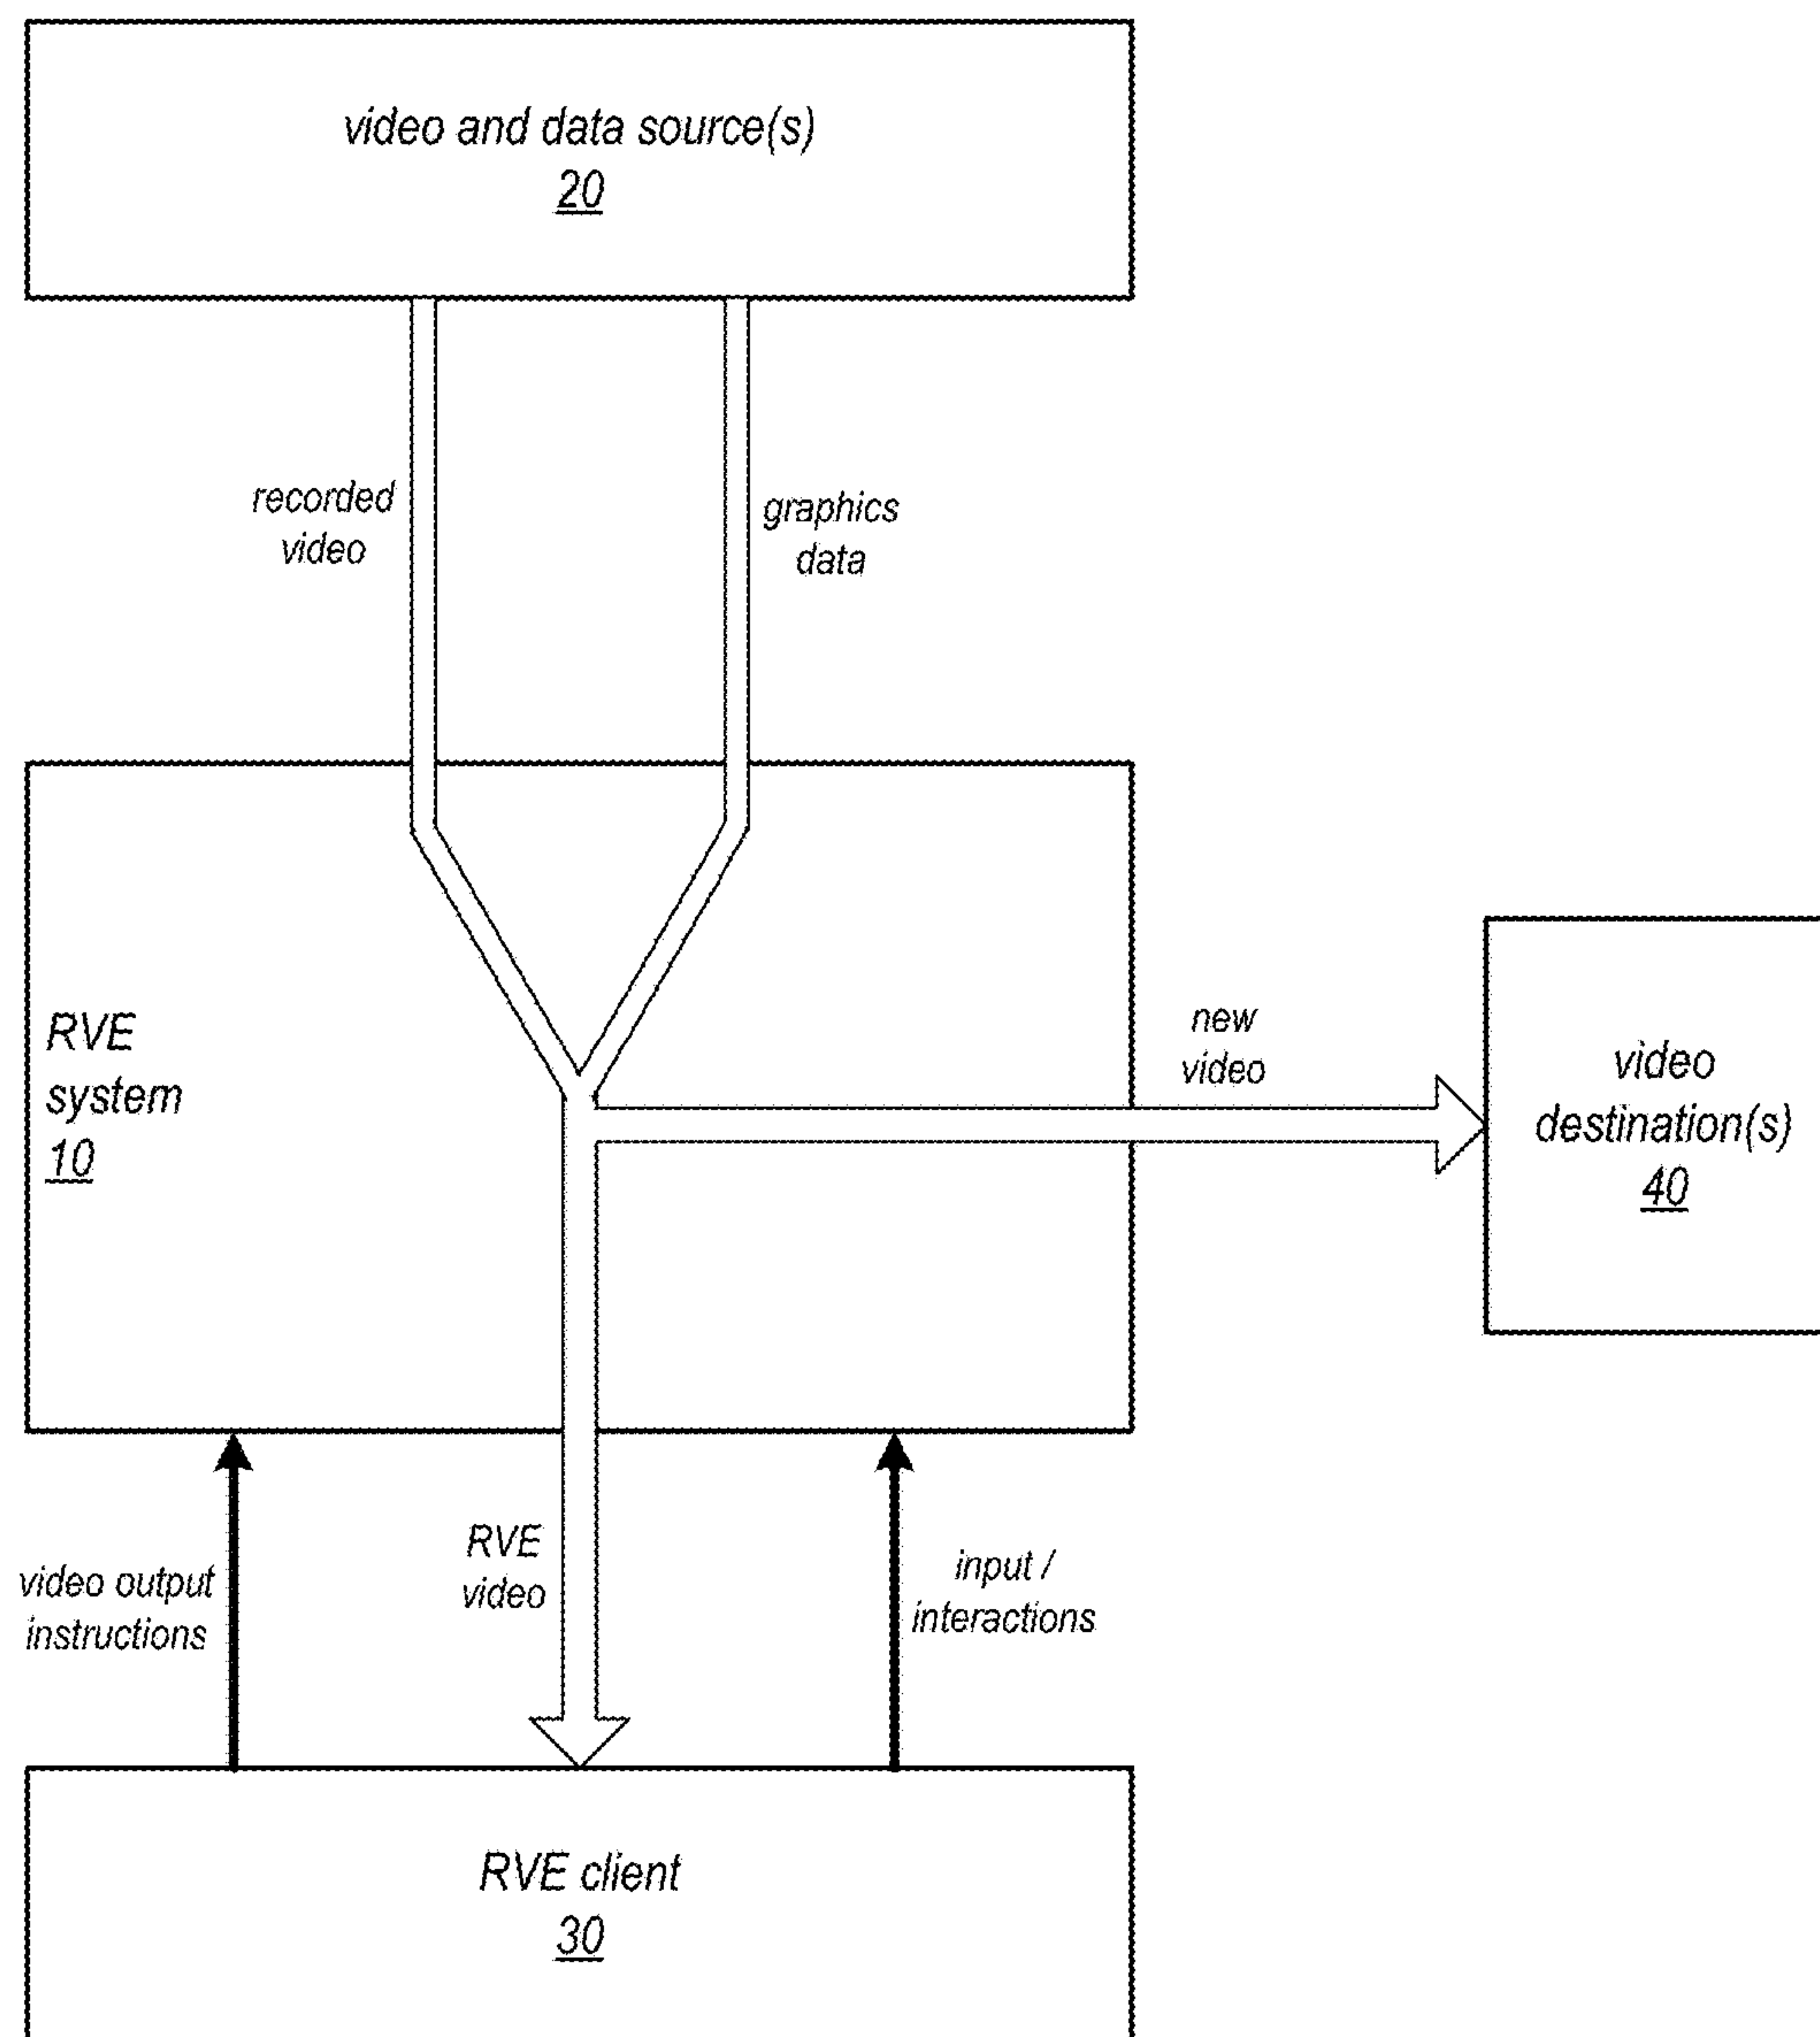 video and data source(s)
20
recorded
video
graphics
data
RVE
system
10
new
video
video
destination(s)
40
video output
instructions
RVE
video
input /
interactions
RVE client
30